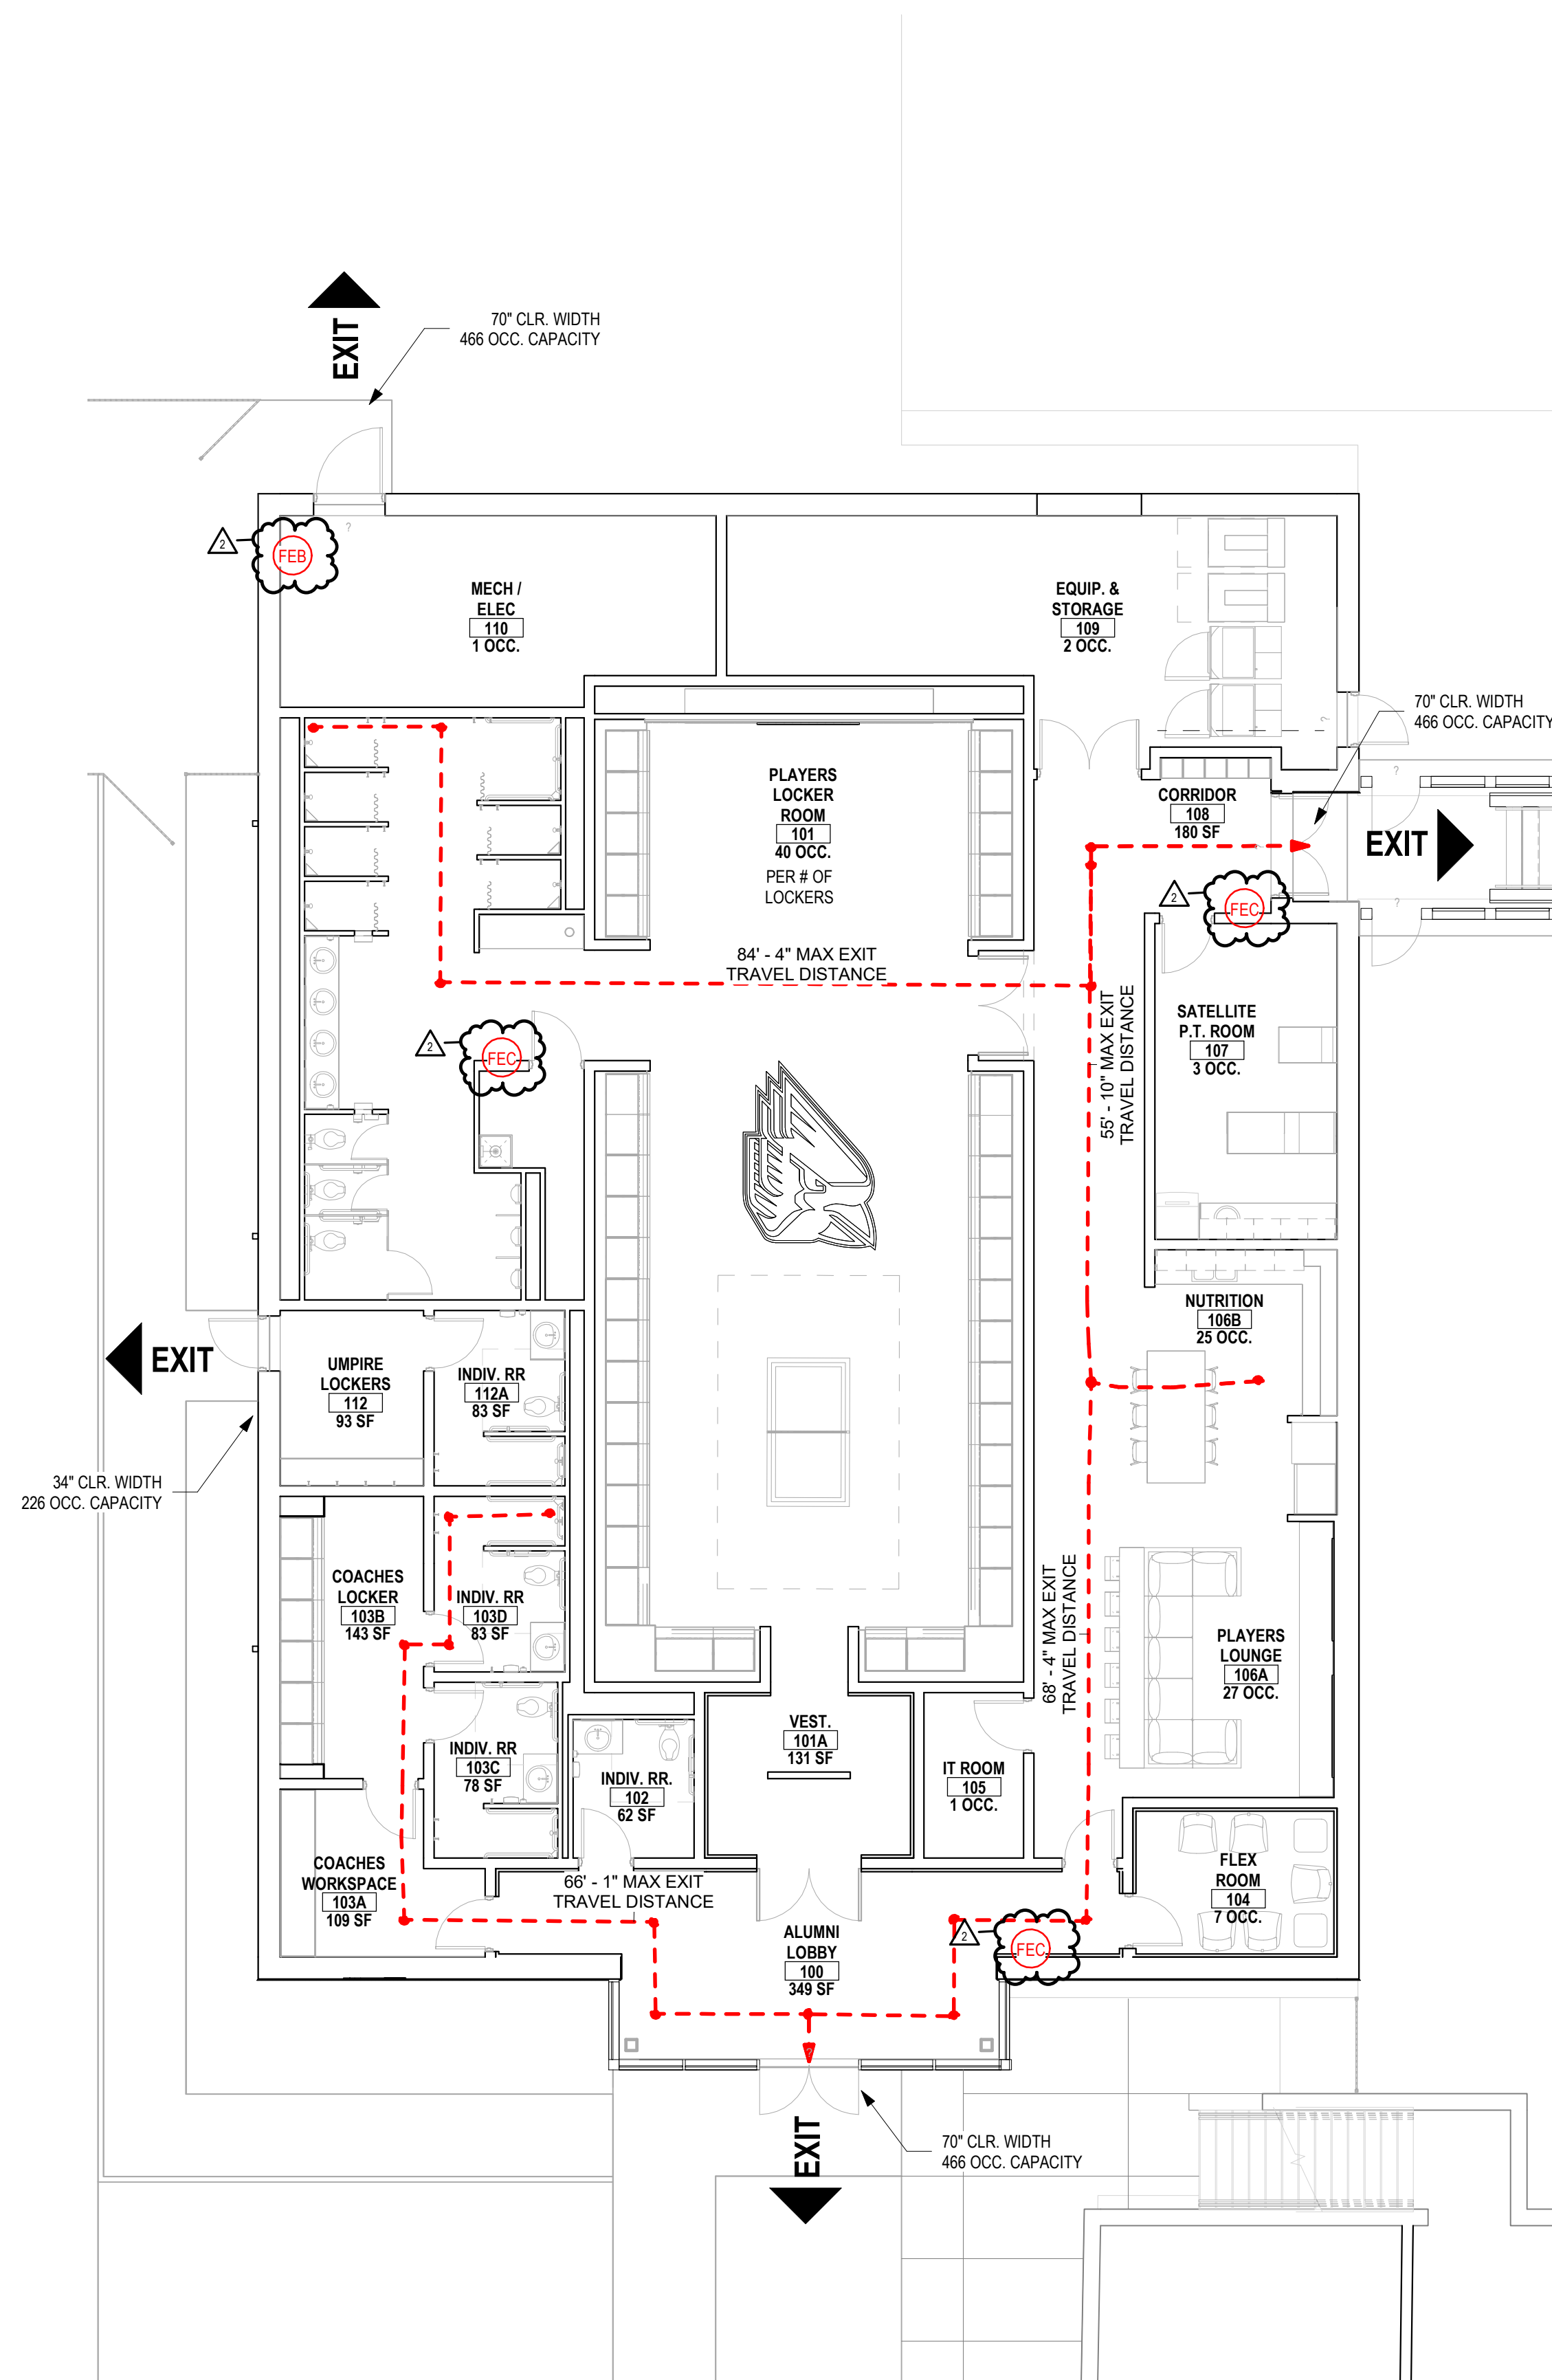 EXIT
70" CLR. WIDTH
466 OCC. CAPACITY
2
FEB
MECH /
ELEC
110
1 OCC.
EQUIP. &
STORAGE
109
2 OCC.
?
?
70" CLR. WIDTH
466 OCC. CAPACITY
PLAYERS
LOCKER
ROOM
101
40 OCC.
PER # OF
LOCKERS
CORRIDOR
108
180 SF
?
EXIT
2
FEC
?
84' - 4" MAX EXIT
TRAVEL DISTANCE
55' - 10" MAX EXIT
TRAVEL DISTANCE
SATELLITE
P.T. ROOM
107
3 OCC.
2
FEC
NUTRITION
106B
25 OCC.
EXIT
UMPIRE
LOCKERS
112
93 SF
INDIV. RR
112A
83 SF
34" CLR. WIDTH
226 OCC. CAPACITY
COACHES
LOCKER
103B
143 SF
INDIV. RR
103D
83 SF
68' - 4" MAX EXIT
TRAVEL DISTANCE
PLAYERS
LOUNGE
106A
27 OCC.
INDIV. RR
103C
78 SF
VEST.
101A
131 SF
INDIV. RR.
102
62 SF
IT ROOM
105
1 OCC.
COACHES
WORKSPACE
103A
109 SF
66' - 1" MAX EXIT
TRAVEL DISTANCE
FLEX
ROOM
104
7 OCC.
ALUMNI
LOBBY
100
349 SF
2
FEC
?
EXIT
70" CLR. WIDTH
466 OCC. CAPACITY